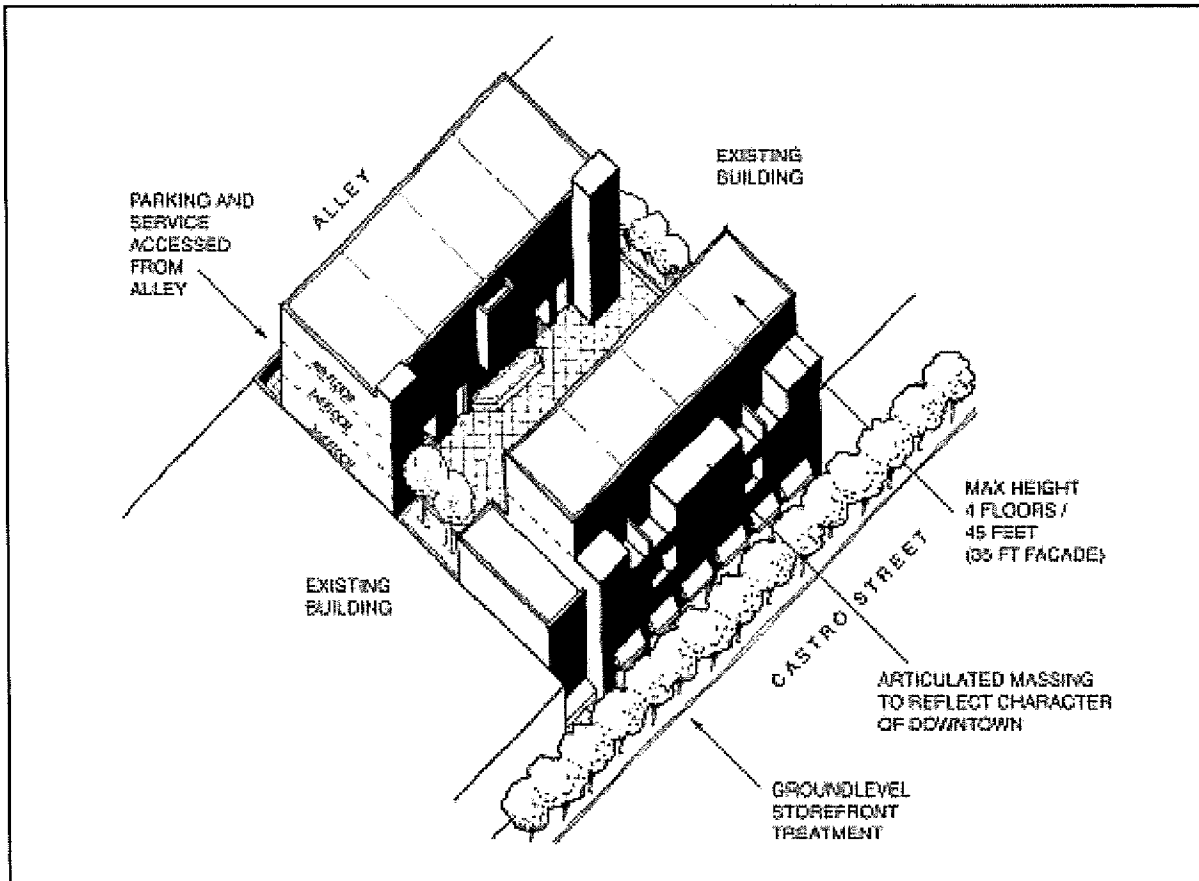 ALLEY
EXISTING
BUILDING
PARKING AND
SERVICE
ACCESSED
FROM
ALLEY
MAX HEIGHT
4 FLOORS /
45 FEET
(35 FT FACADE)
EXISTING
BUILDING
CASTRO STREET
ARTICULATED MASSING
TO REFLECT CHARACTER
OF DOWNTOWN
GROUNDLEVEL
STOREFRONT
TREATMENT